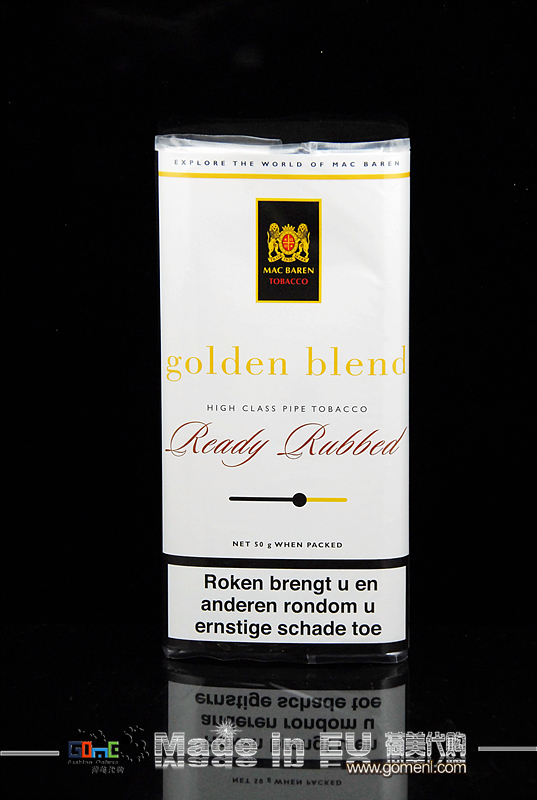 EXPLORE THE WORLD OF MAC BAREN
MAC BAREN
TOBACCO
golden blend
HIGH CLASS PIPE TOBACCO
Ready Rubbed
NET 50 g WHEN PACKED
Roken brengt u en
anderen rondom u
ernstige schade toe
GOMC
Made in EU 荷美代购
www.gomenl.com